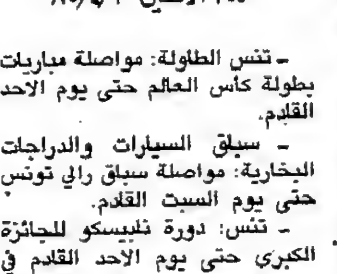 ـ تنس الطاولة: مواصلة مباريات
بطولة كأس العالم حتى يوم الاحد
القادم.
ـ سباق السيارات والدراجات
البخارية: مواصلة سباق رالي تونس
حتى يوم السبت القادم.
ـ تنس: دورة نابيسكو للجائزة
الكبرى حتى يوم الاحد القادم في